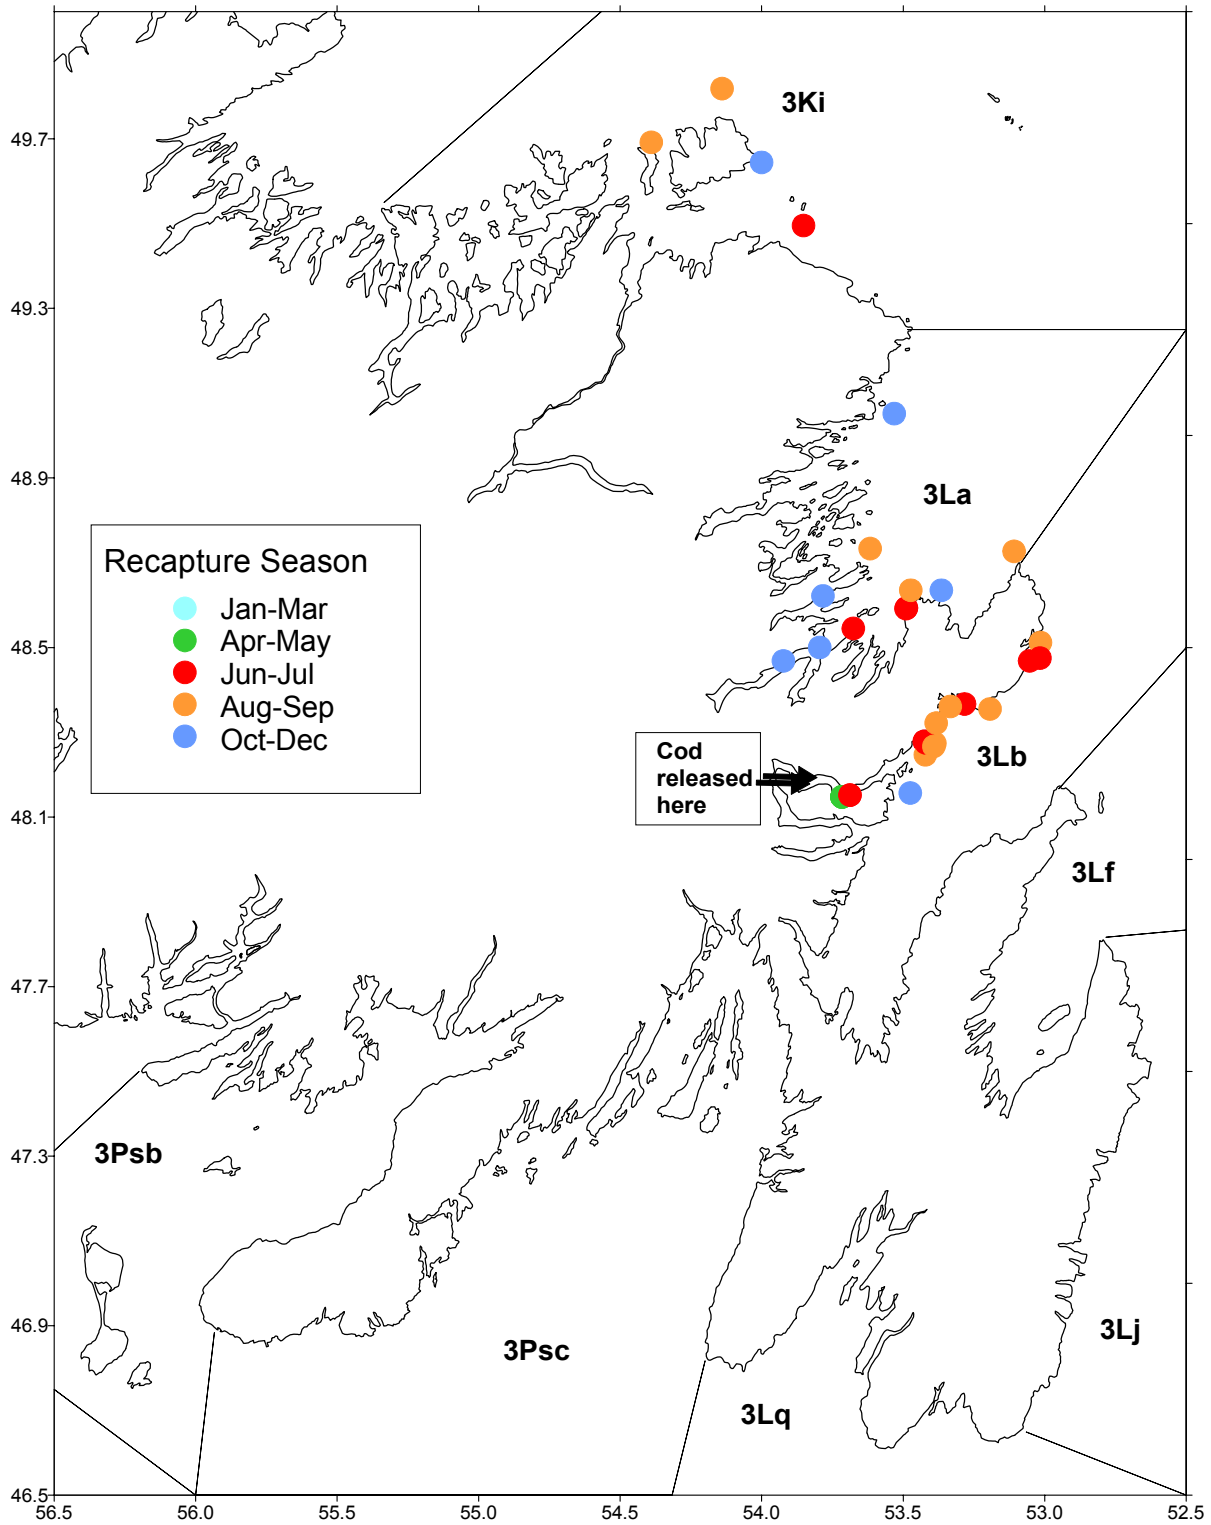 3Ki
49.7
49.3
48.9
3La
Recapture Season
Jan-Mar
Apr-May
48.5
Jun-Jul
Aug-Sep
Oct-Dec
Cod
released
here
3Lb
48.1
3Lf
47.7
47.3
3Psb
46.9
3Psc
3Lj
3Lq
46.5
56.5 56.0 55.5 55.0 54.5 54.0 53.5 53.0 52.5